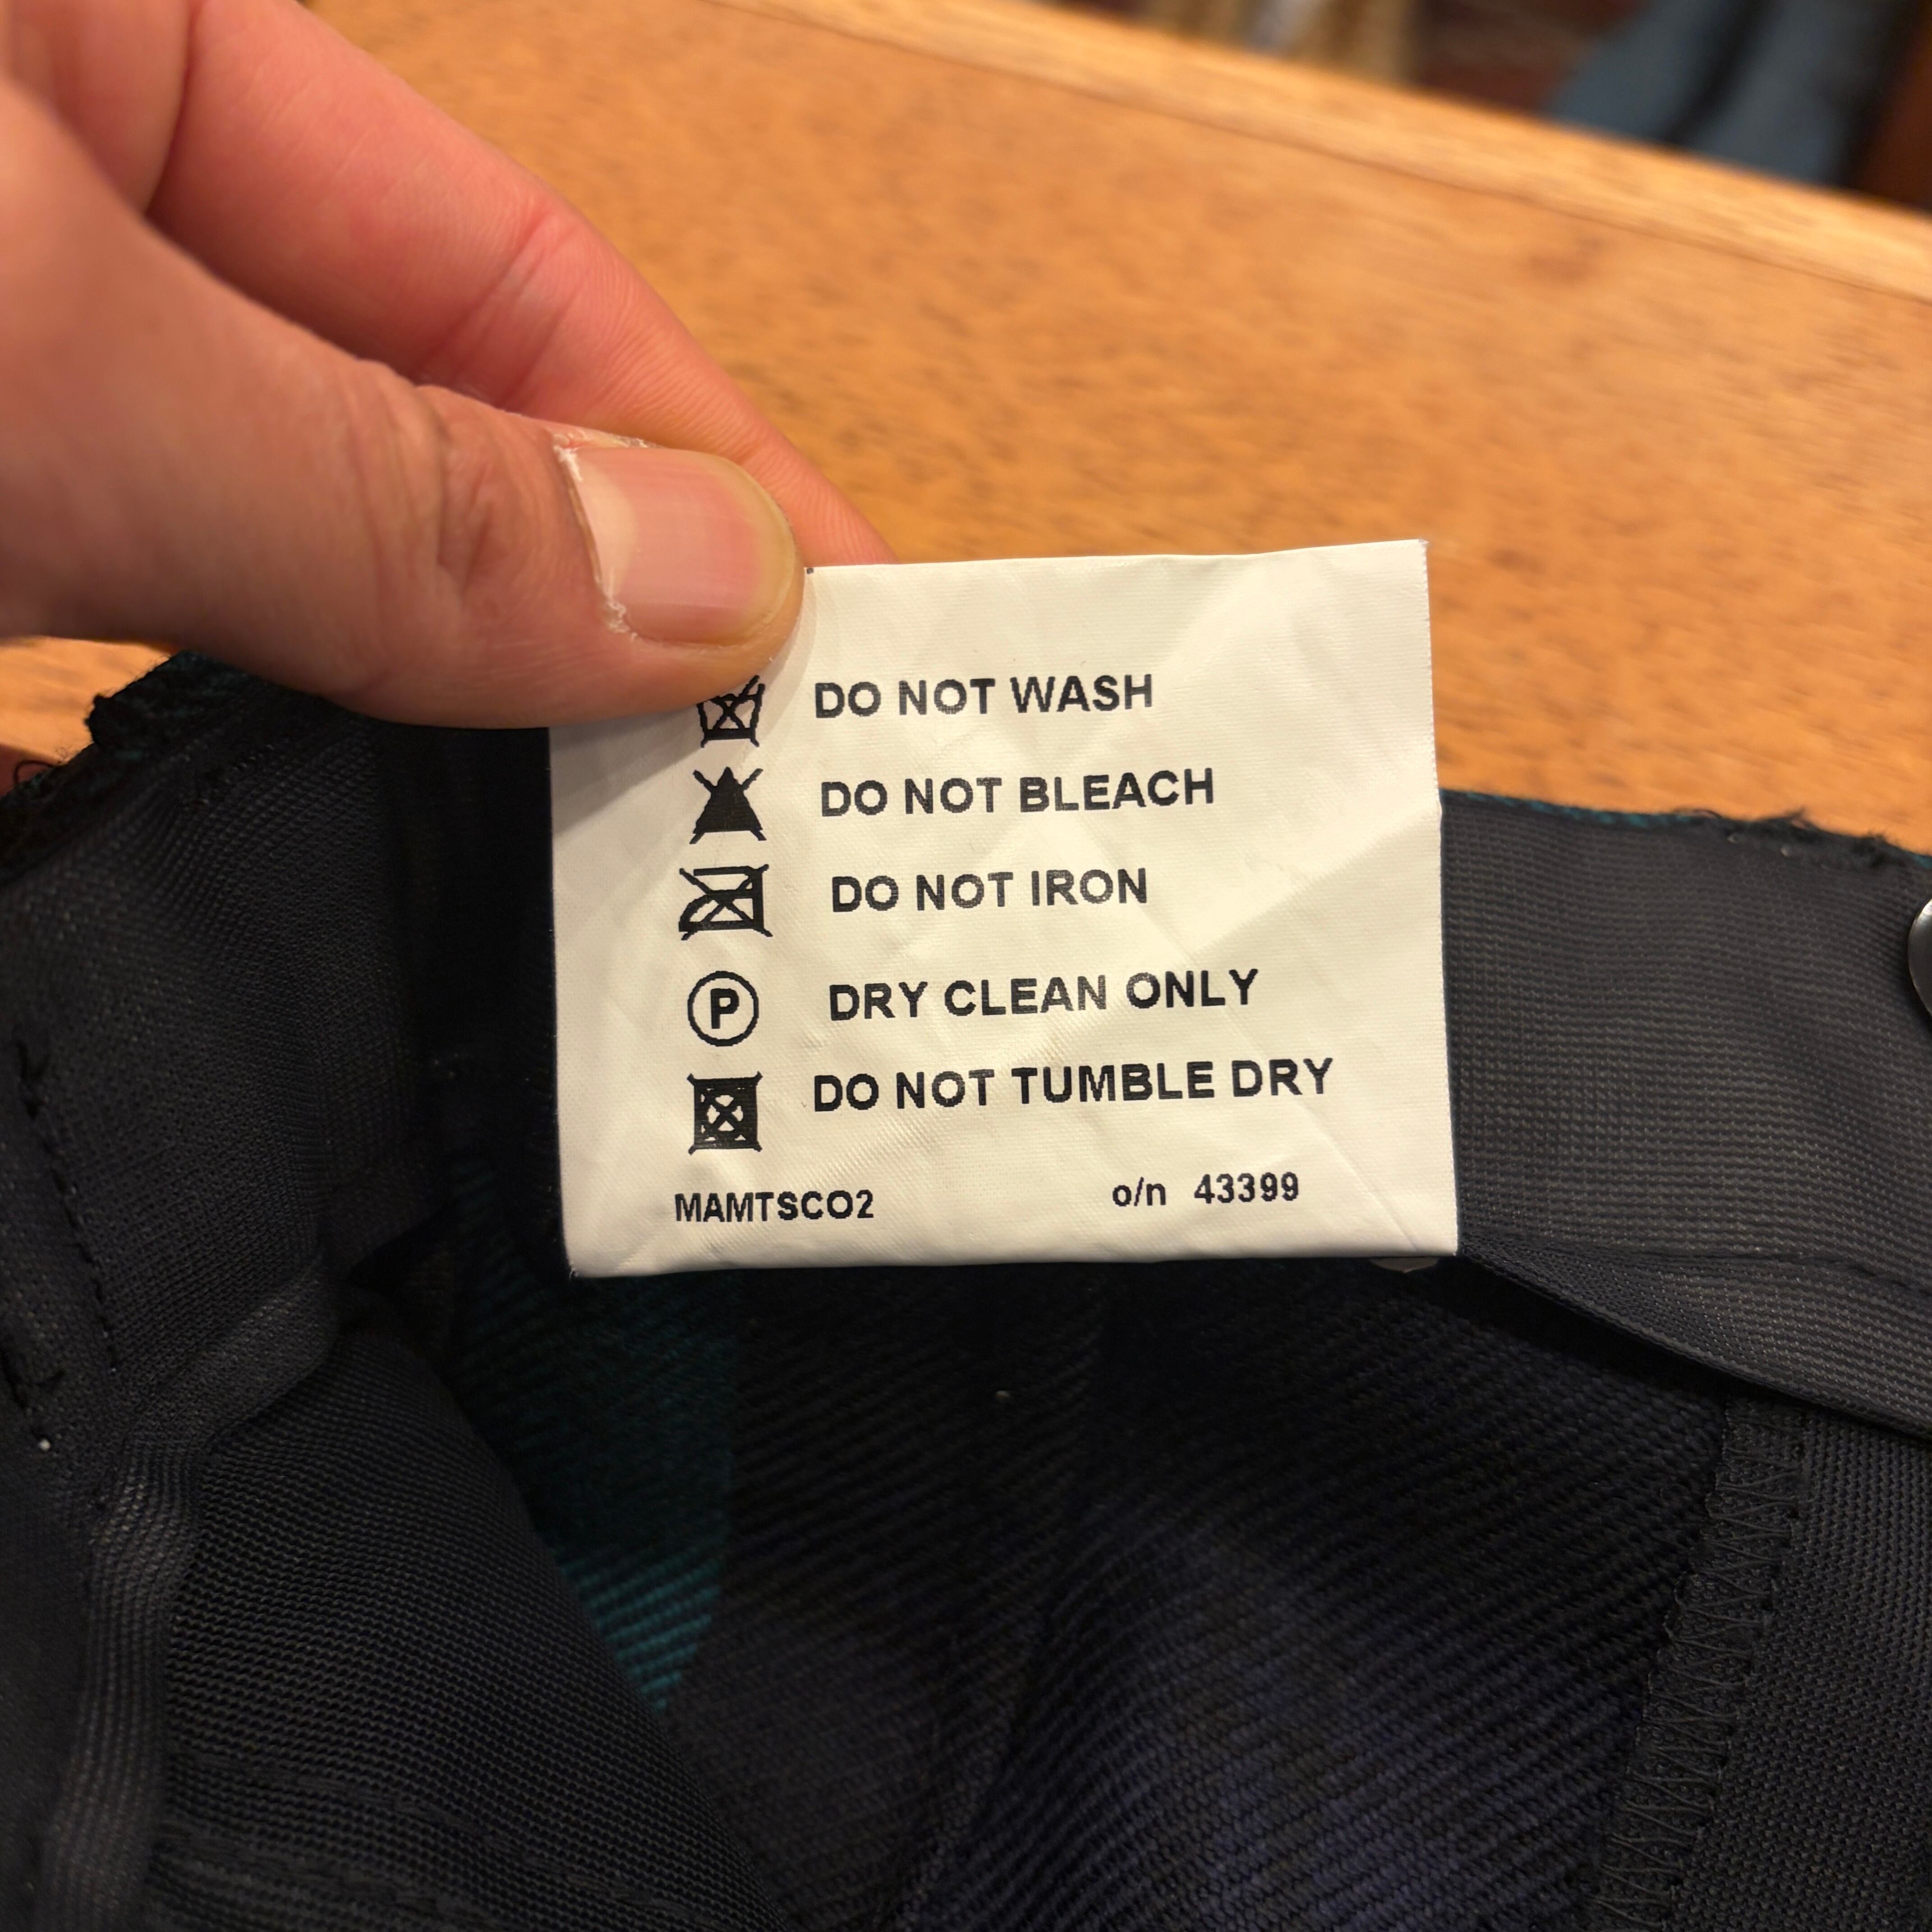 DO NOT WASH
DO NOT BLEACH
DO NOT IRON
P DRY CLEAN ONLY
DO NOT TUMBLE DRY
MAMTSCO2 o/n 43399